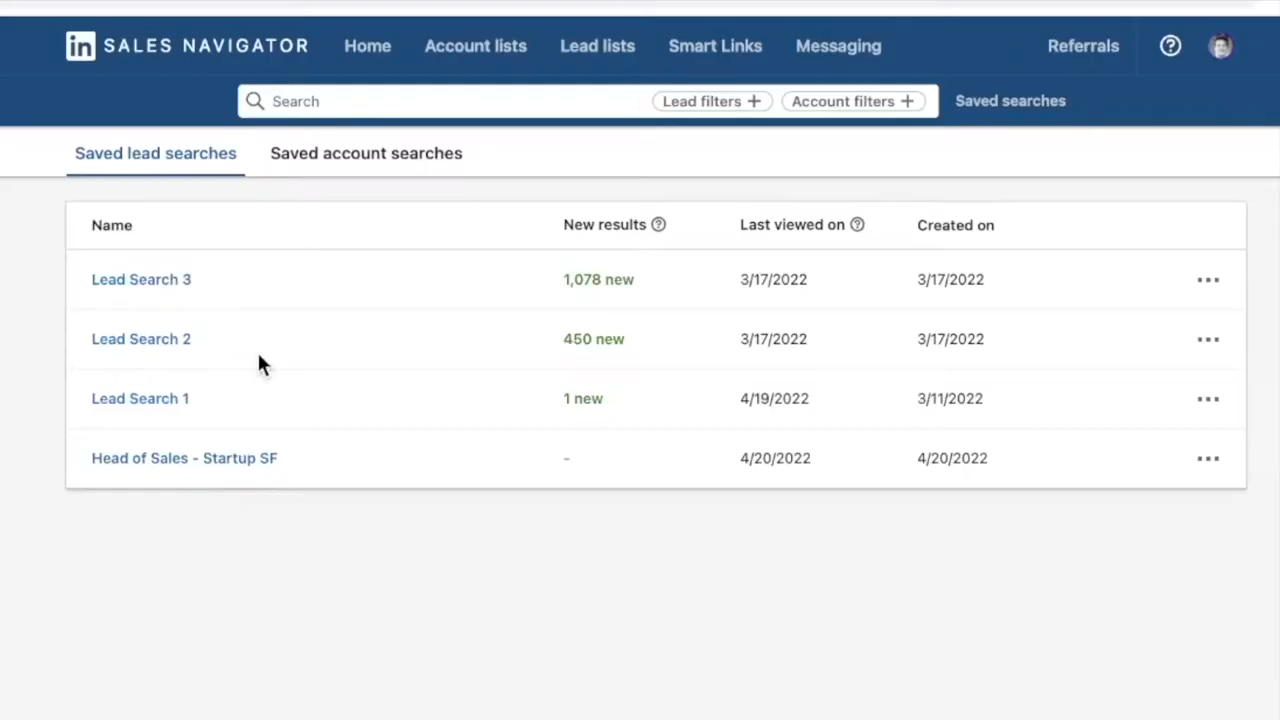 in SALES NAVIGATOR Home Account lists Lead lists Smart Links Messaging Referrals
Search Lead filters + Account filters + Saved searches
Saved lead searches Saved account searches
Name New results Last viewed on Created on
Lead Search 3 1,078 new 3/17/2022 3/17/2022
Lead Search 2 450 new 3/17/2022 3/17/2022
Lead Search 1 1 new 4/19/2022 3/11/2022
Head of Sales - Startup SF - 4/20/2022 4/20/2022